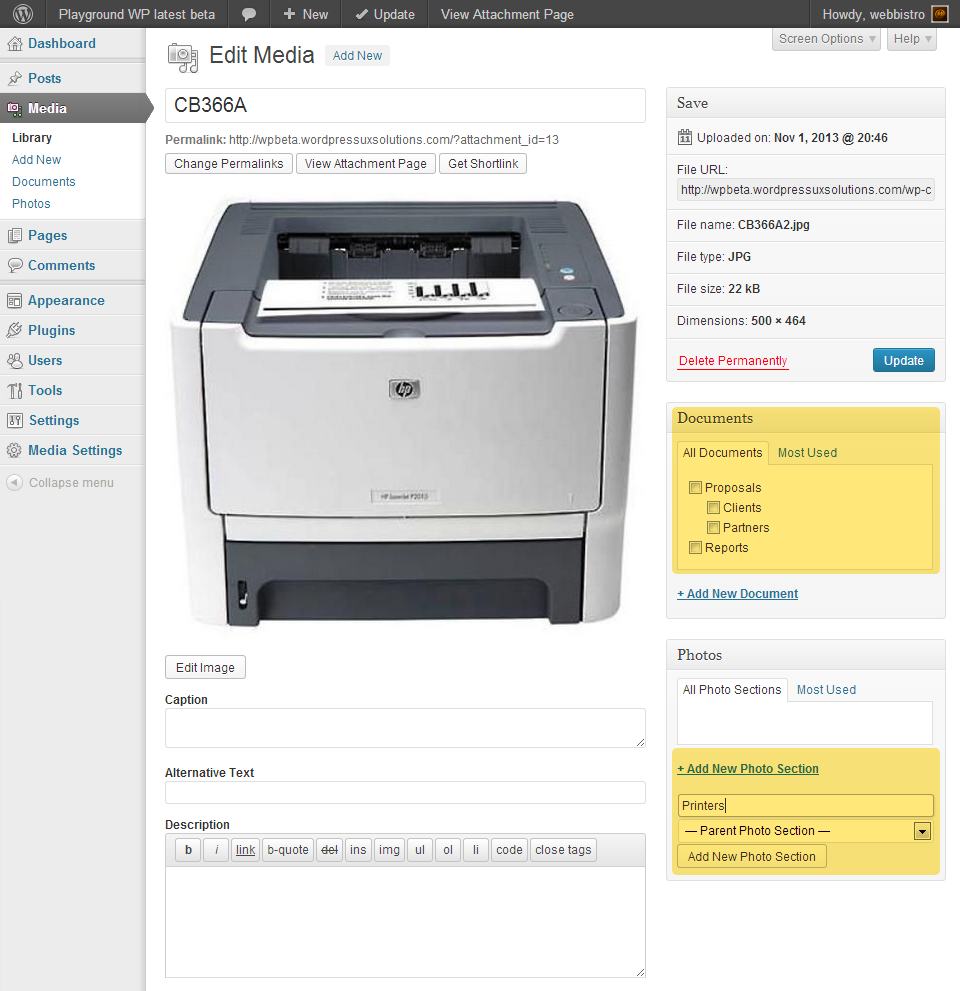 Playground WP latest beta
New
Update
View Attachment Page
Howdy, webbistro
Dashboard
Posts
Media
Library
Add New
Documents
Photos
Pages
Comments
Appearance
Plugins
Users
Tools
Settings
Media Settings
Collapse menu
Screen Options
Help
Edit Media
Add New
CB366A
Permalink: http://wpbeta.wordpressuxsolutions.com/?attachment_id=13
Change Permalinks
View Attachment Page
Get Shortlink
hp
HP LaserJet P2015
Edit Image
Caption
Alternative Text
Description
b
i
link
b-quote
del
ins
img
ul
ol
li
code
close tags
Save
11
Uploaded on: Nov 1, 2013 @ 20:46
File URL:
http://wpbeta.wordpressuxsolutions.com/wp-c
File name: CB366A2.jpg
File type: JPG
File size: 22 kB
Dimensions: 500 × 464
Delete Permanently
Update
Documents
All Documents
Most Used
Proposals
Clients
Partners
Reports
+ Add New Document
Photos
All Photo Sections
Most Used
+ Add New Photo Section
Printers
— Parent Photo Section —
Add New Photo Section